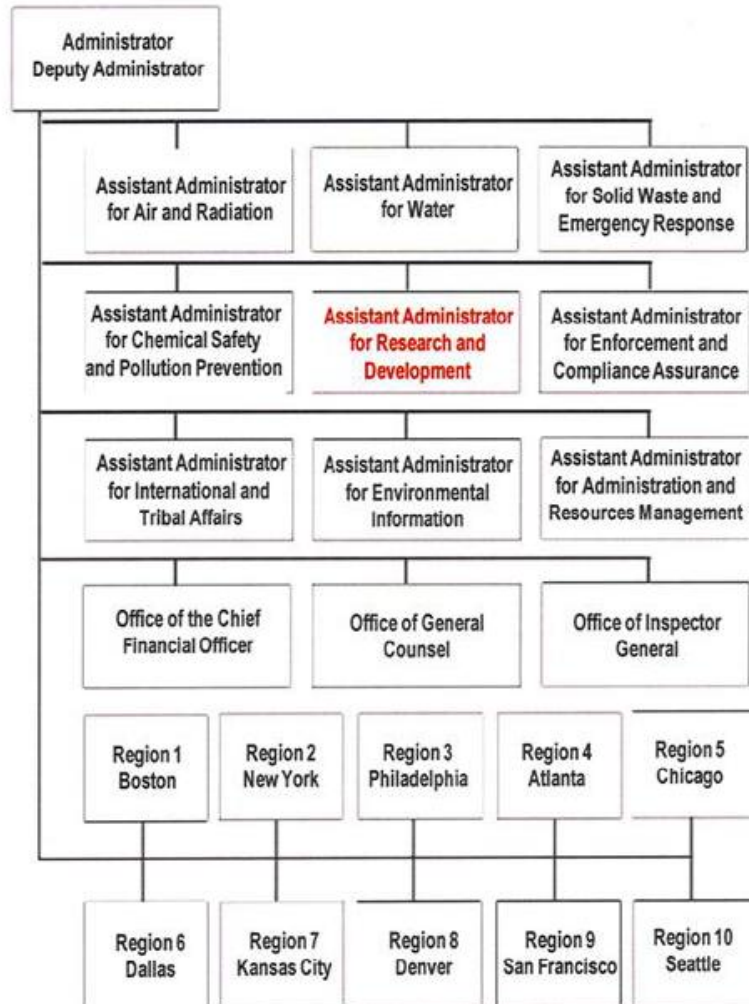 Administrator
Deputy Administrator
Assistant Administrator
for Air and Radiation
Assistant Administrator
for Water
Assistant Administrator
for Solid Waste and
Emergency Response
Assistant Administrator
for Chemical Safety
and Pollution Prevention
Assistant Administrator
for Research and
Development
Assistant Administrator
for Enforcement and
Compliance Assurance
Assistant Administrator
for International and
Tribal Affairs
Assistant Administrator
for Environmental
Information
Assistant Administrator
for Administration and
Resources Management
Office of the Chief
Financial Officer
Office of General
Counsel
Office of Inspector
General
Region 1
Boston
Region 2
New York
Region 3
Philadelphia
Region 4
Atlanta
Region 5
Chicago
Region 6
Dallas
Region 7
Kansas City
Region 8
Denver
Region 9
San Francisco
Region 10
Seattle